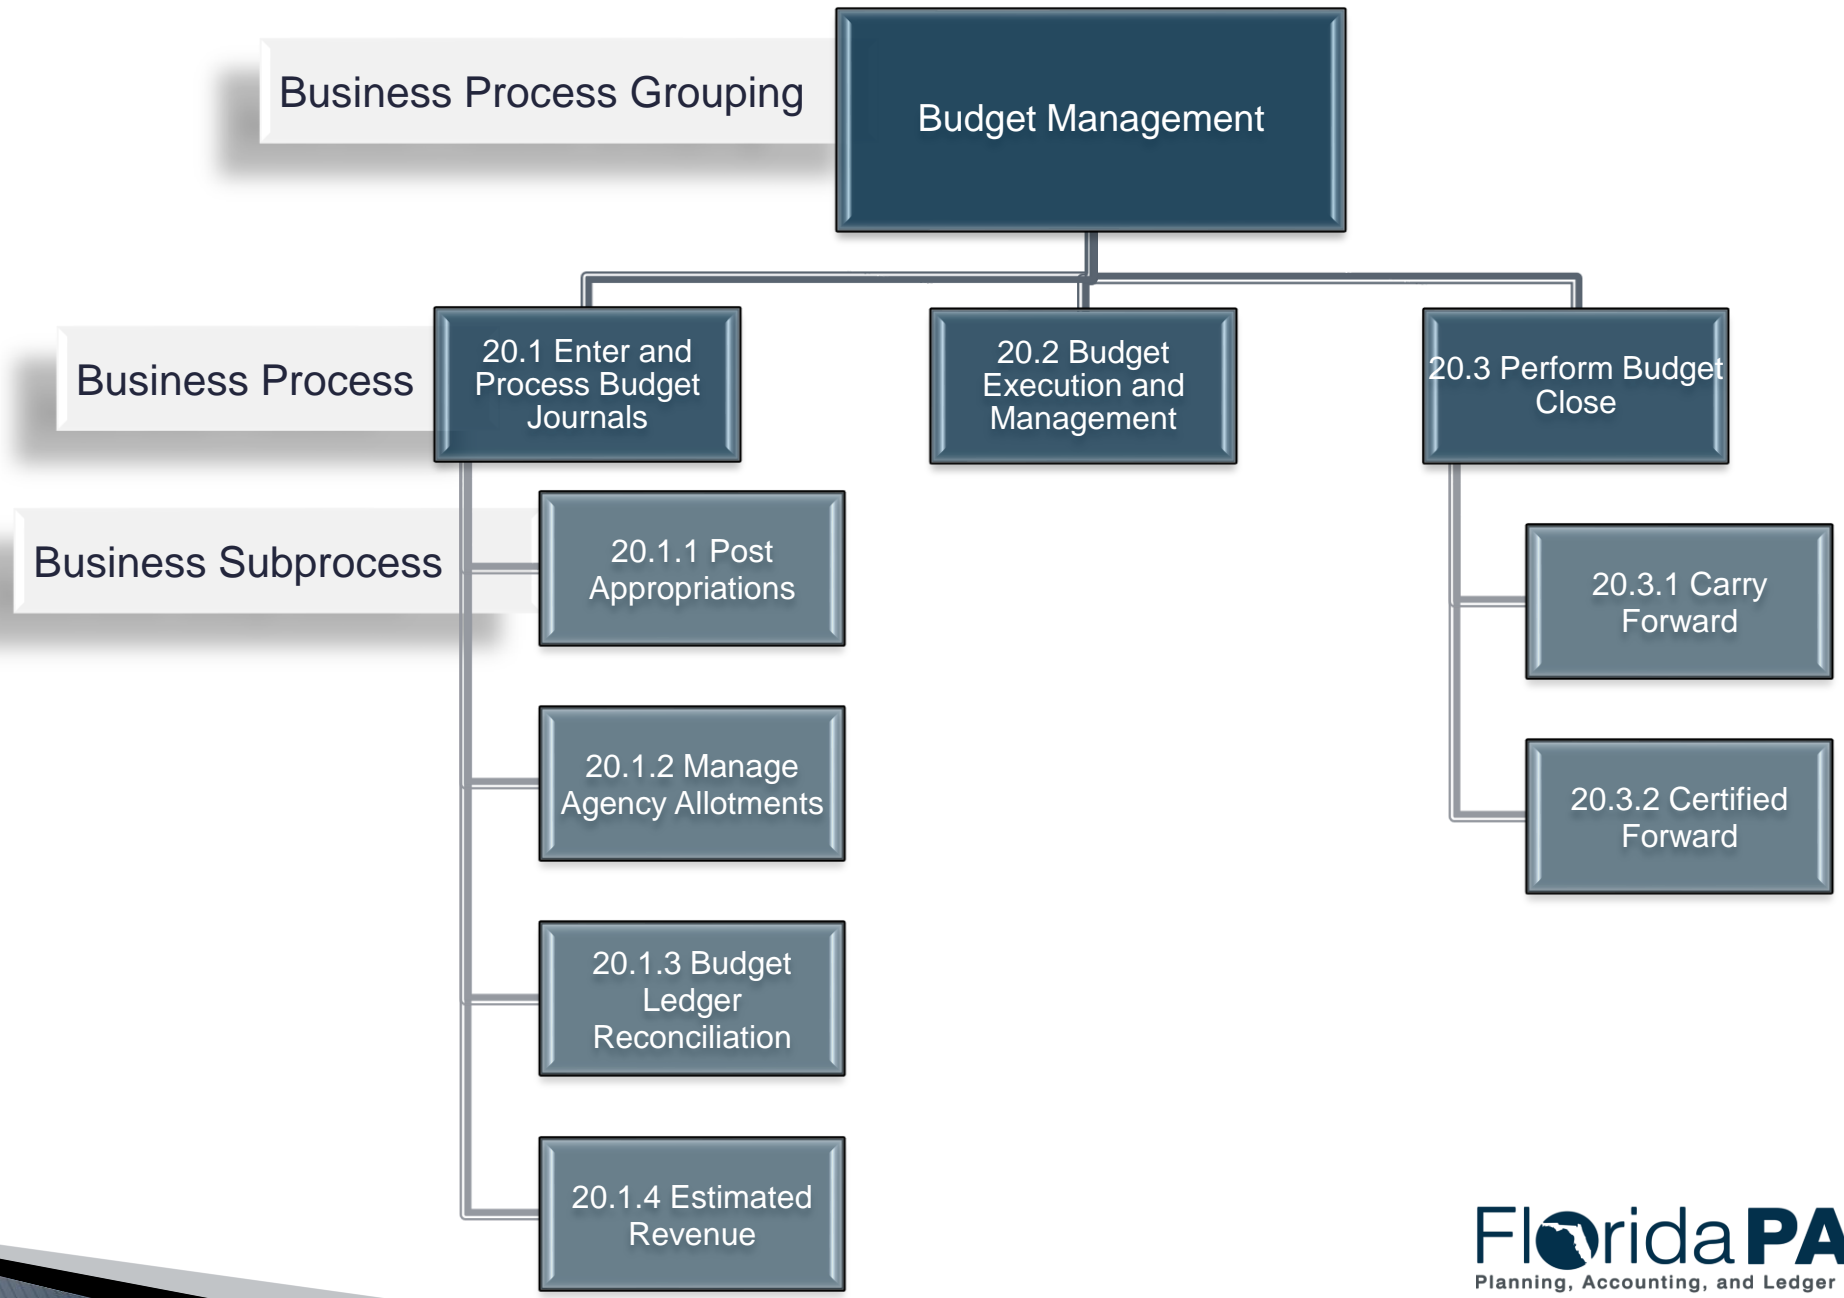 Business Process Grouping
Budget Management
Business Process
20.1 Enter and
Process Budget
Journals
20.2 Budget
Execution and
Management
20.3 Perform Budget
Close
Business Subprocess
20.1.1 Post
Appropriations
20.1.2 Manage
Agency Allotments
20.1.3 Budget
Ledger
Reconciliation
20.1.4 Estimated
Revenue
20.3.1 Carry
Forward
20.3.2 Certified
Forward
Florida PA
Planning, Accounting, and Ledger